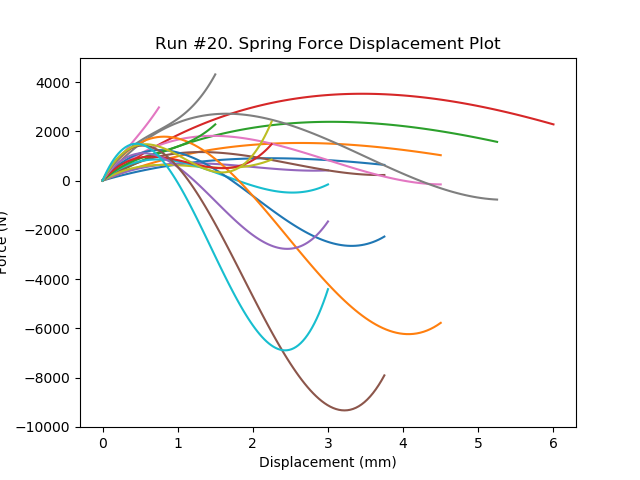 Run #20. Spring Force Displacement Plot
4000
2000
0
−2000
−4000
−6000
−8000
−10000
Force (N)
0 1 2 3 4 5 6
Displacement (mm)